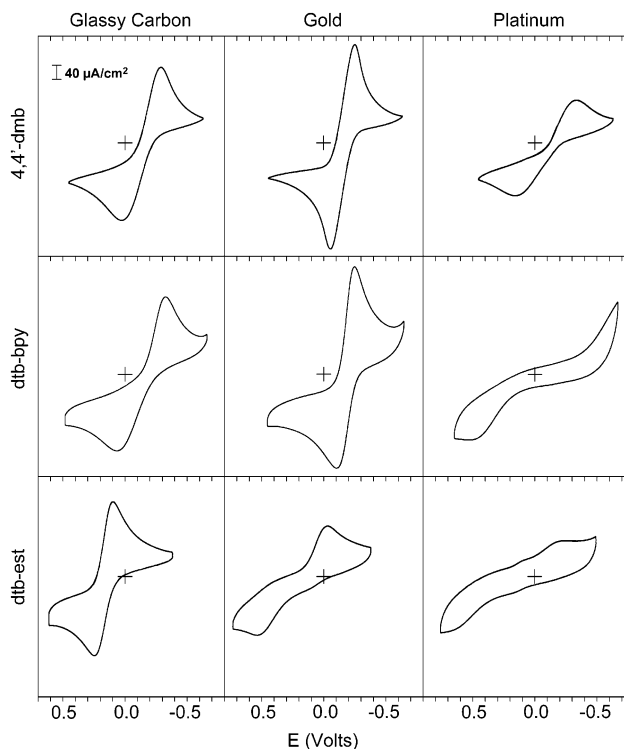 Glassy Carbon Gold Platinum
40 μA/cm²
4,4'-dmb
dtb-bpy
dtb-est
0.5 0.0 -0.5 0.5 0.0 -0.5 0.5 0.0 -0.5
E (Volts)